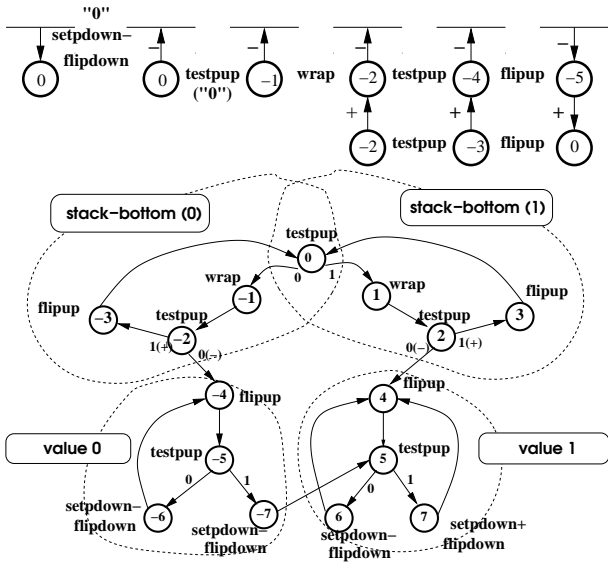 "0"
setpdown−
flipdown
0
−
0
testpup
("0")
−
−1
wrap
−
−2
+
−2
testpup
testpup
−
−4
+
−3
flipup
flipup
−
−5
+
0
stack−bottom (0)
stack−bottom (1)
testpup
0
0
1
wrap
−1
wrap
1
flipup
−3
testpup
−2
1(+)
0(−)
testpup
2
0(−)
1(+)
flipup
3
−4
flipup
flipup
4
value 0
value 1
−5
testpup
0
1
5
testpup
0
1
setpdown−
flipdown
−6
setpdown−
flipdown
−7
6
setpdown−
flipdown
7
setpdown+
flipdown